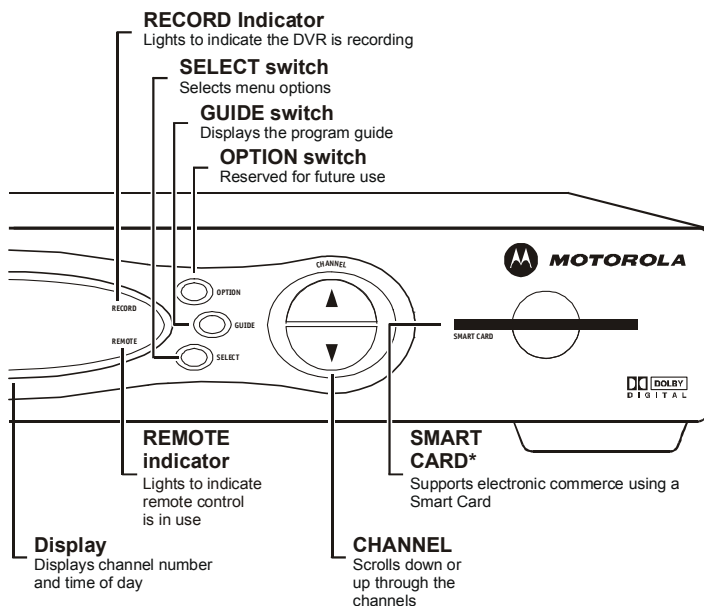 RECORD Indicator
Lights to indicate the DVR is recording
SELECT switch
Selects menu options
GUIDE switch
Displays the program guide
OPTION switch
Reserved for future use
CHANNEL
MOTOROLA
OPTION
RECORD
GUIDE
SMART CARD
REMOTE
SELECT
DOLBY
DIGITAL
REMOTE
indicator
Lights to indicate
remote control
is in use
SMART
CARD*
Supports electronic commerce using a
Smart Card
Display
Displays channel number
and time of day
CHANNEL
Scrolls down or
up through the
channels